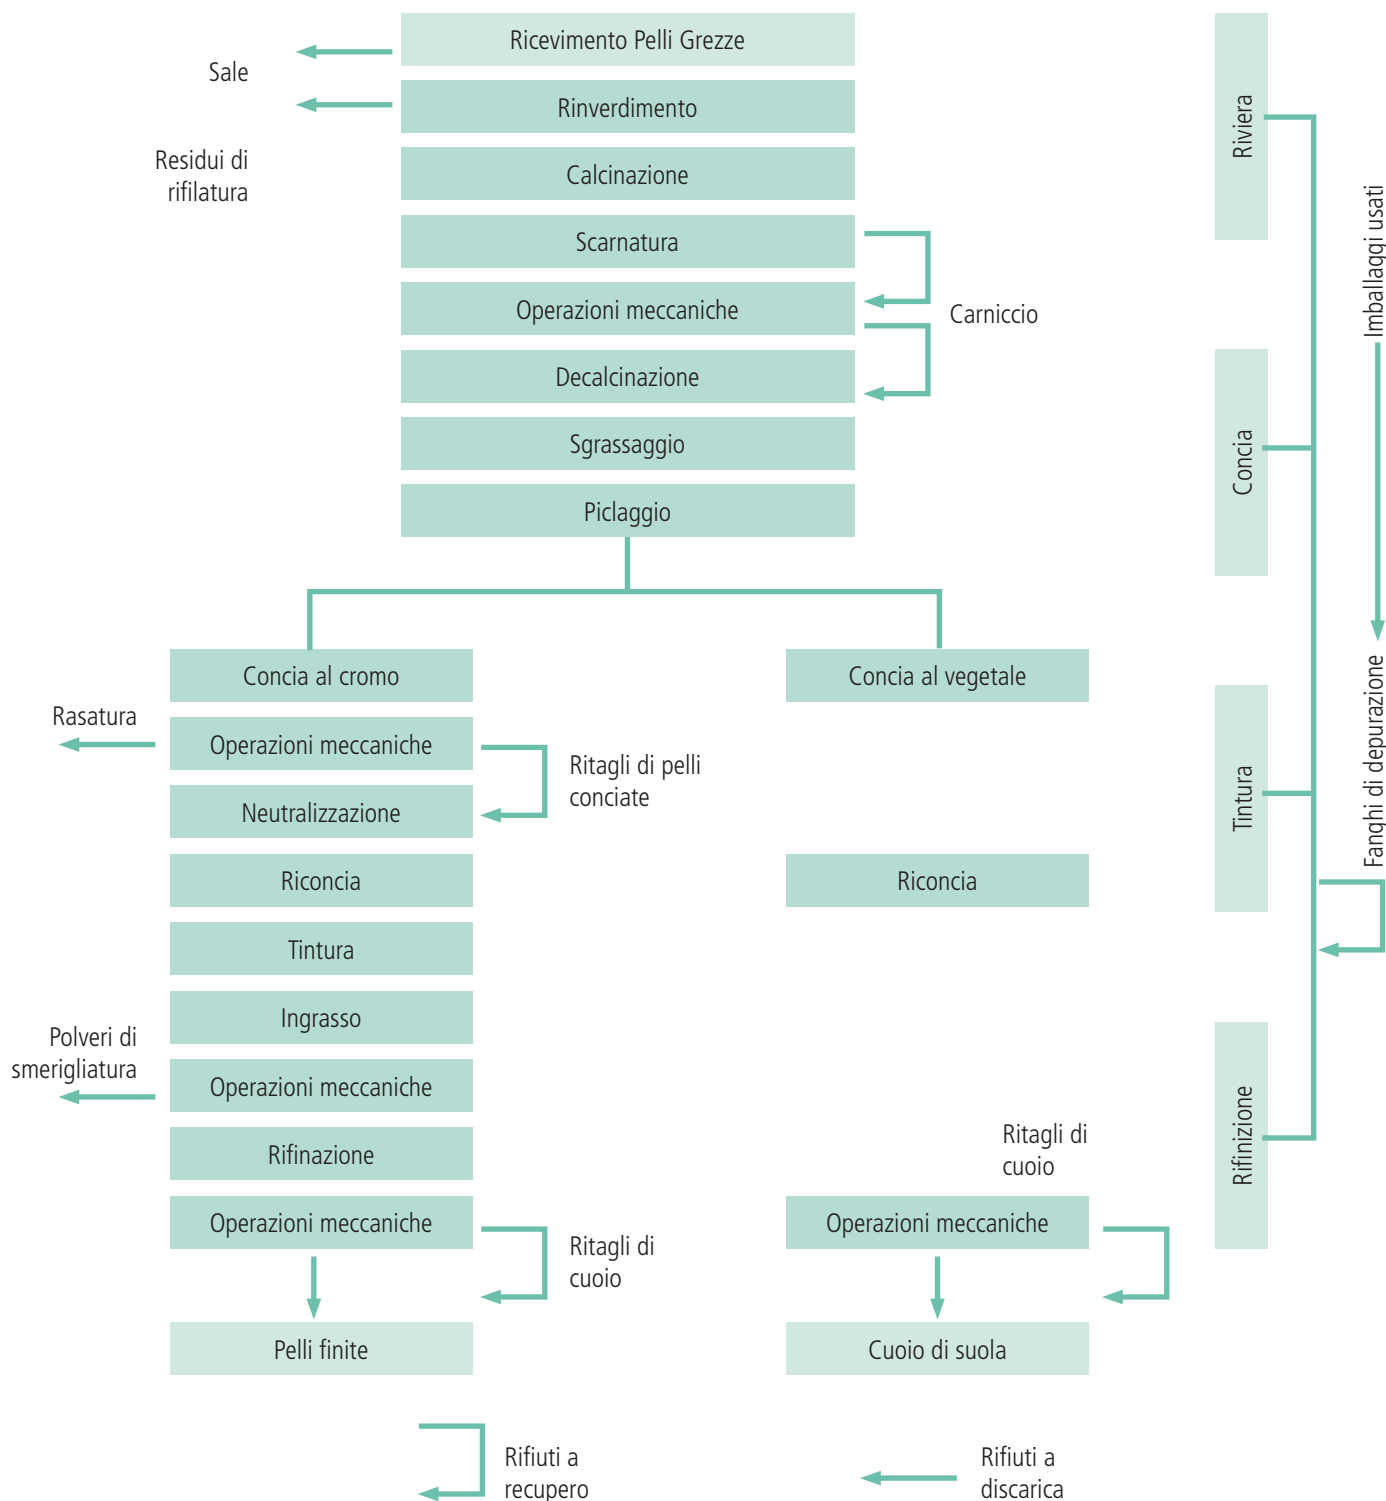 Ricevimento Pelli Grezze
Sale
Rinverdimento
Residui di
rifilatura
Calcinazione
Scarnatura
Operazioni meccaniche
Carniccio
Decalcinazione
Sgrassaggio
Piclaggio
Concia al cromo
Rasatura
Operazioni meccaniche
Ritagli di pelli
conciate
Neutralizzazione
Riconcia
Tintura
Ingrasso
Polveri di
smerigliatura
Operazioni meccaniche
Rifinazione
Operazioni meccaniche
Ritagli di
cuoio
Pelli finite
Concia al vegetale
Riconcia
Ritagli di
cuoio
Operazioni meccaniche
Cuoio di suola
Riviera
Concia
Tintura
Rifinizione
Imballaggi usati
Fanghi di depurazione
Rifiuti a
recupero
Rifiuti a
discarica